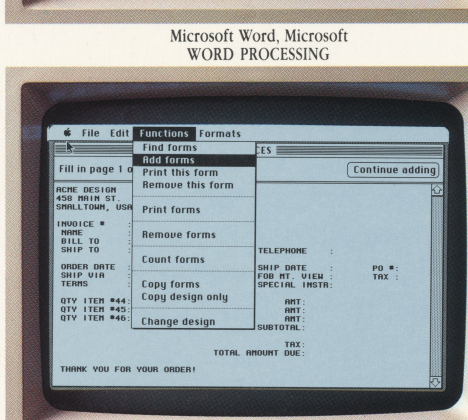 Microsoft Word, Microsoft
WORD PROCESSING
File Edit Functions Formats
CES
Find forms
Add forms
Print this form
Remove this form
Print forms
Remove forms
Count forms
Copy forms
Copy design only
Change design
Fill in page 1 o
Continue adding
ACME DESIGN
458 MAIN ST.
SMALLTOWN, USA
INVOICE # :
NAME :
BILL TO :
SHIP TO :
TELEPHONE :
ORDER DATE :
SHIP DATE :
PO #:
SHIP VIA :
FOB MT. VIEW :
TAX :
TERMS :
SPECIAL INSTR:
QTY ITEM #44:
AMT:
QTY ITEM #45:
AMT:
QTY ITEM #46:
AMT:
SUBTOTAL:
TAX:
TOTAL AMOUNT DUE:
THANK YOU FOR YOUR ORDER!